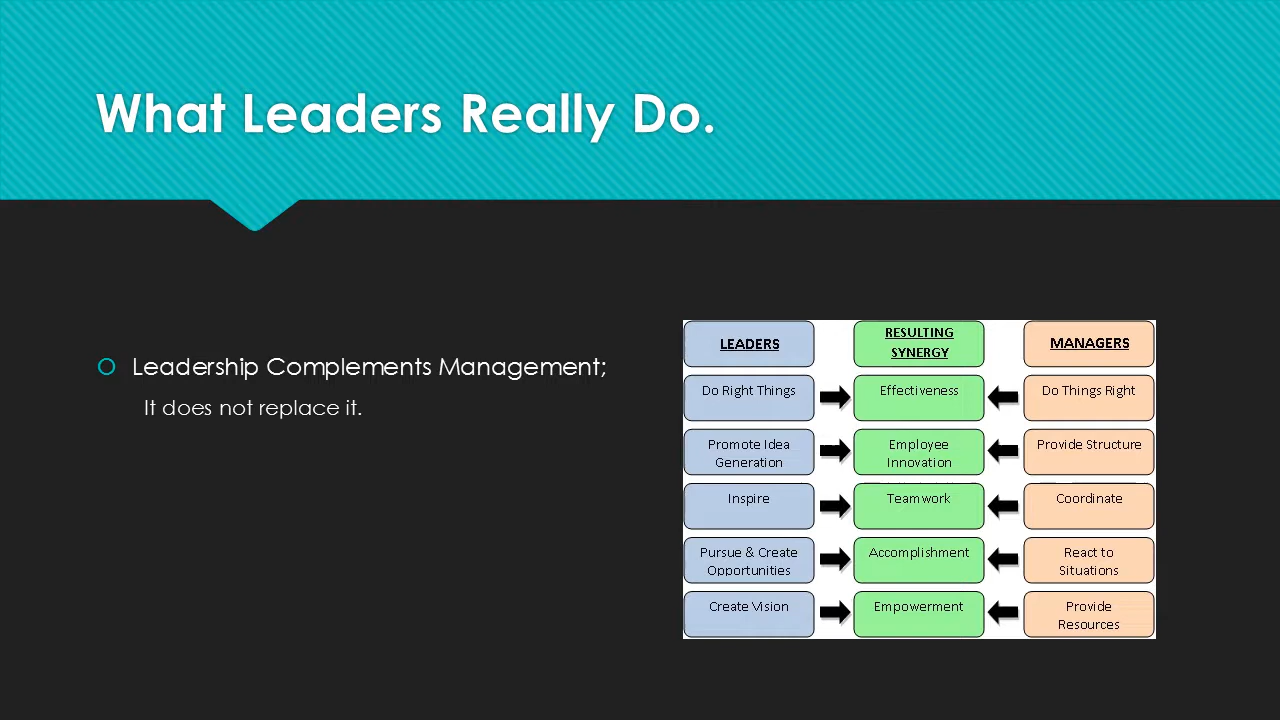 What Leaders Really Do.
Leadership Complements Management;
It does not replace it.
LEADERS
RESULTING
SYNERGY
MANAGERS
Do Right Things
Effectiveness
Do Things Right
Promote Idea
Generation
Employee
Innovation
Provide Structure
Inspire
Teamwork
Coordinate
Pursue & Create
Opportunities
Accomplishment
React to
Situations
Create Vision
Empowerment
Provide
Resources